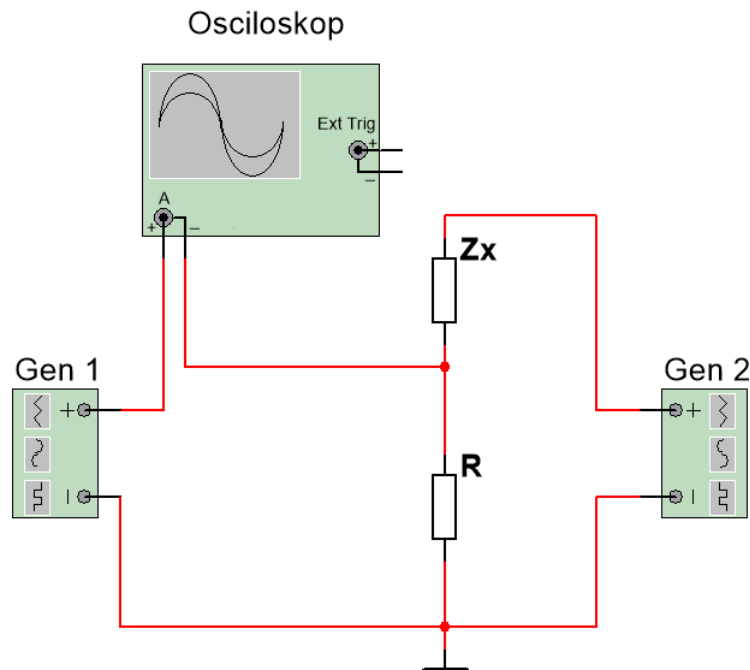 Osciloskop
Ext Trig
+
_
A
+
_
Zx
Gen 1
Gen 2
+
+
R